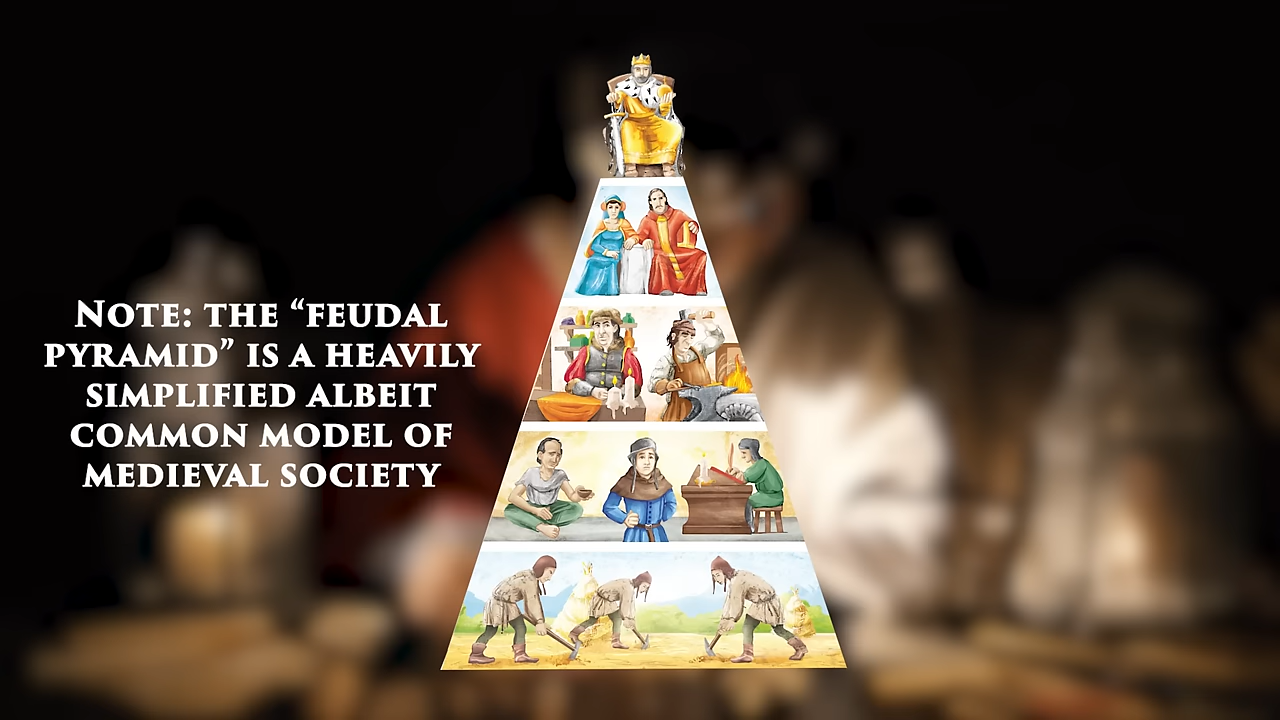 Note: the “feudal
pyramid” is a heavily
simplified albeit
common model of
medieval society